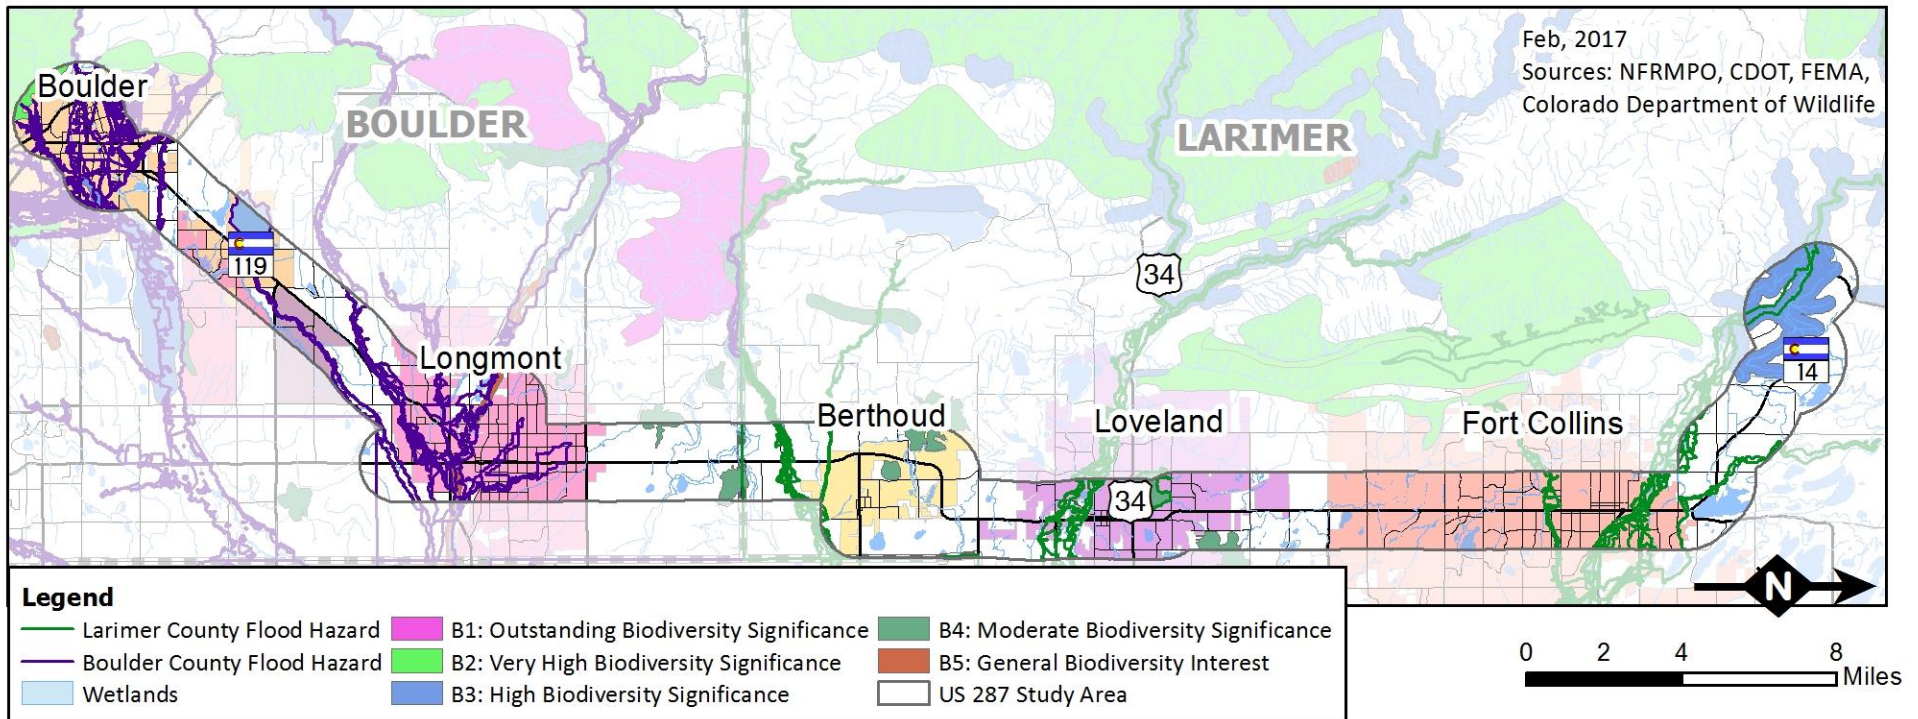 Feb, 2017
Sources: NFRMPO, CDOT, FEMA,
Colorado Department of Wildlife
Boulder
BOULDER
LARIMER
119
34
14
Longmont
Berthoud
Loveland
Fort Collins
34
N
Legend
Larimer County Flood Hazard
Boulder County Flood Hazard
Wetlands
B1: Outstanding Biodiversity Significance
B2: Very High Biodiversity Significance
B3: High Biodiversity Significance
B4: Moderate Biodiversity Significance
B5: General Biodiversity Interest
US 287 Study Area
0 2 4 8
Miles